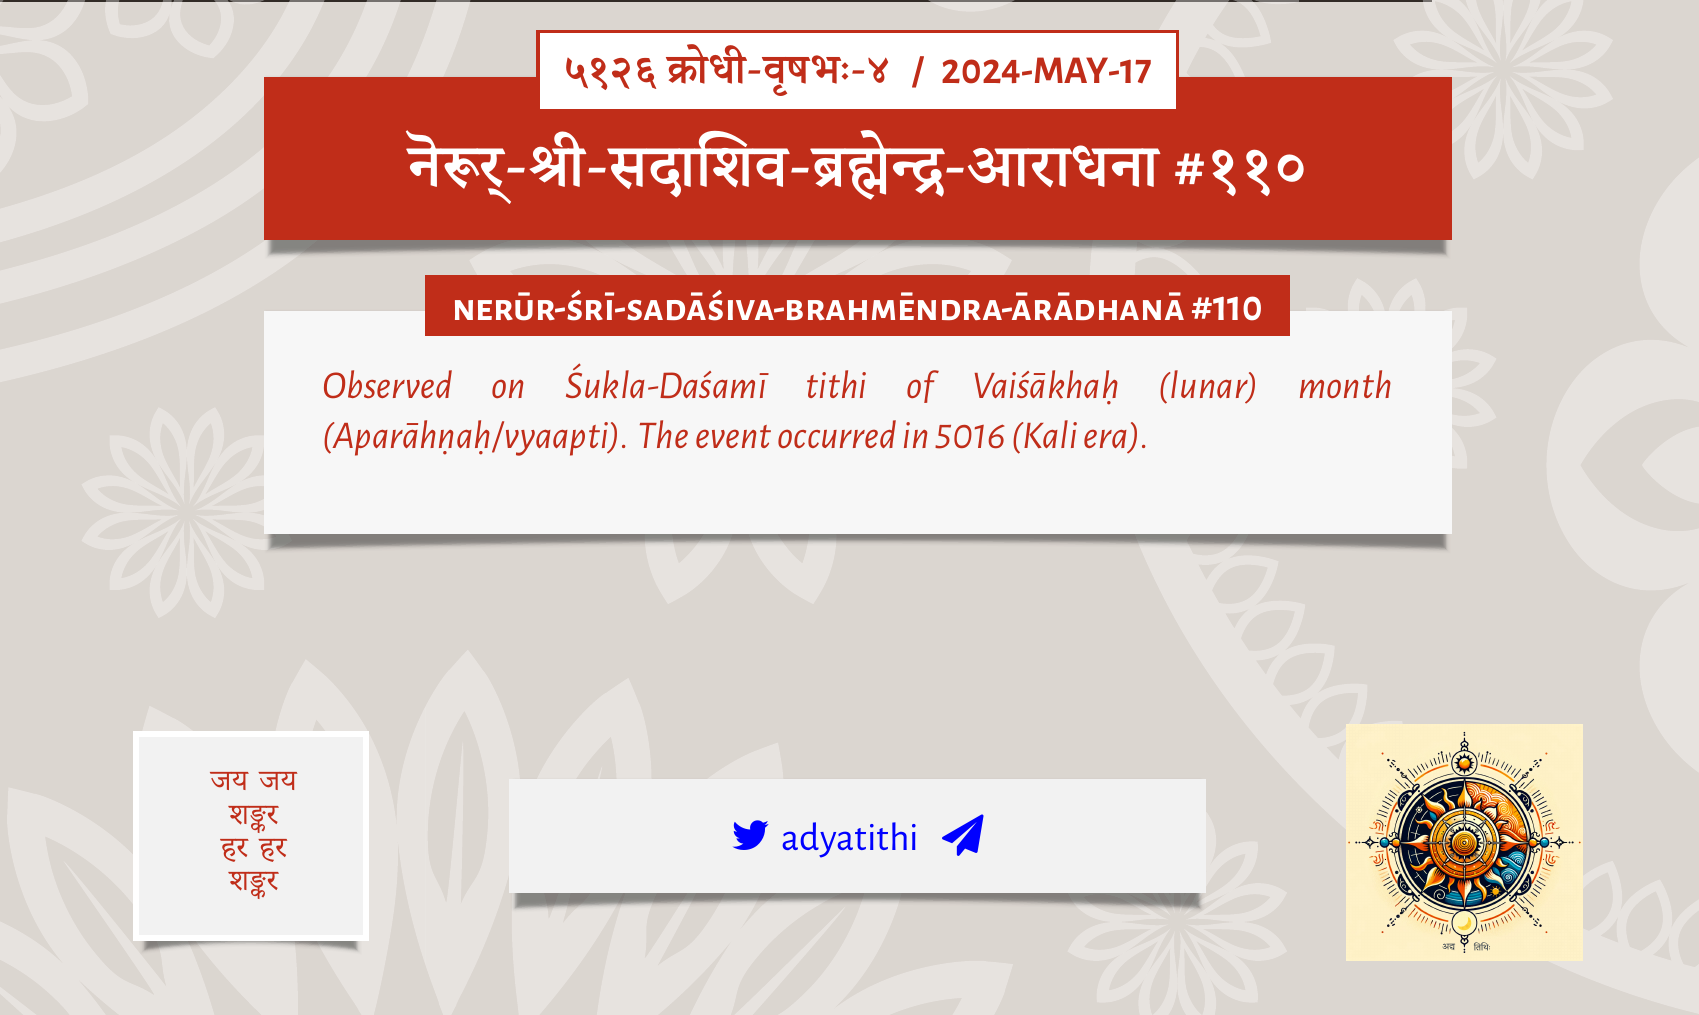 ५१२६ क्रोधी-वृषभः-४ / 2024-MAY-17
नॆरूर्-श्री-सदाशिव-ब्रह्मेन्द्र-आराधना #११०
NERŪR-ŚRĪ-SADĀŚIVA-BRAHMĒNDRA-ĀRĀDHANĀ #110
Observed on Śukla-Daśamī tithi of Vaiśākhaḥ (lunar) month
(Aparāhṇaḥ/vyaapti). The event occurred in 5016 (Kali era).
जय जय
शङ्कर
हर हर
शङ्कर
adyatithi
अद्य तिथिः